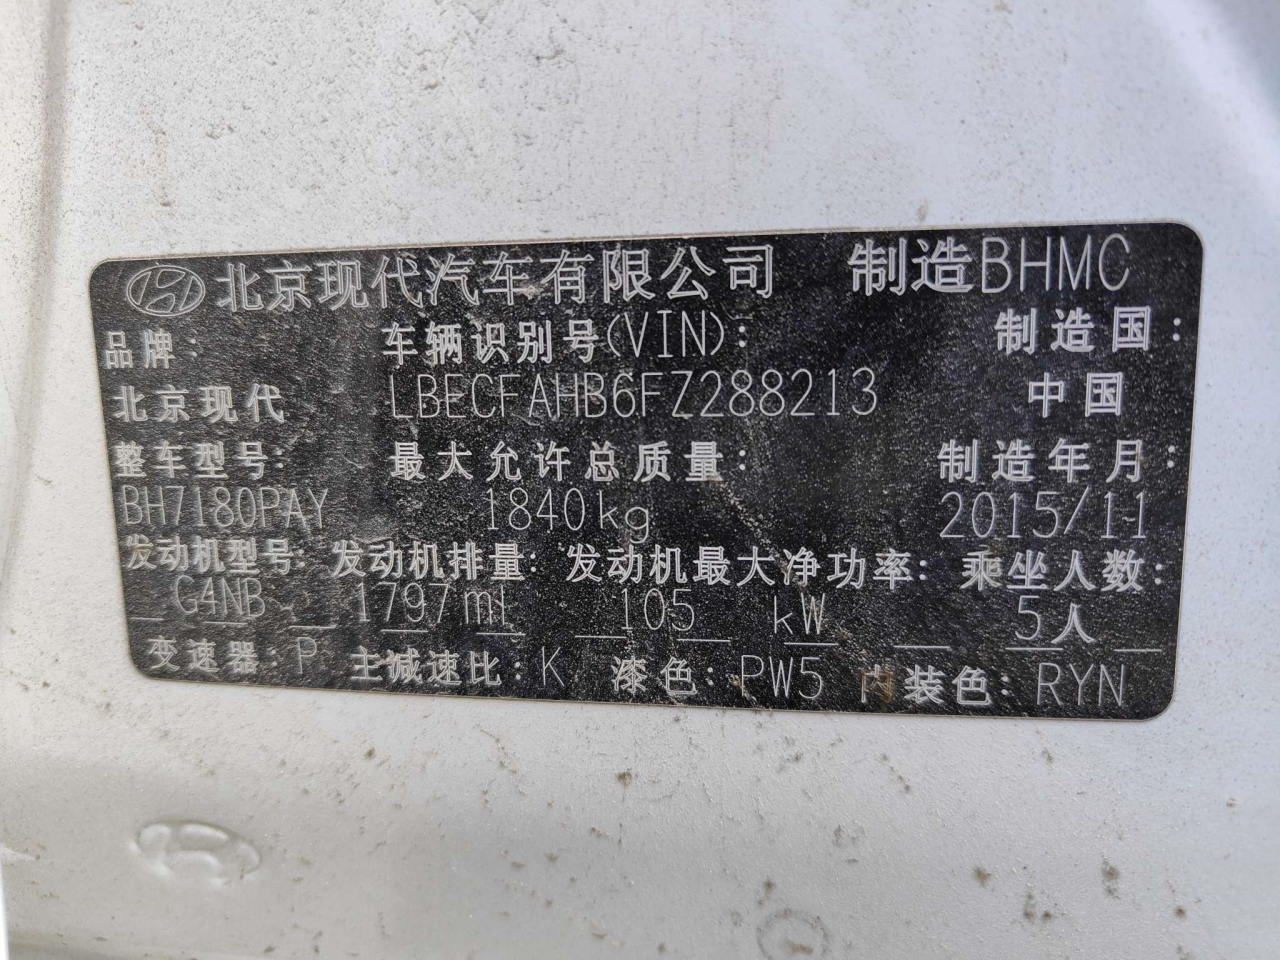 北京现代汽车有限公司 制造BHMC
品牌: 车辆识别号(VIN): 制造国:
北京现代 LBECFAHB6FZ288213 中国
整车型号: 最大允许总质量: 制造年月:
BH7180PAY 1840kg 2015/11
发动机型号: 发动机排量: 发动机最大净功率: 乘坐人数:
G4NB 1797ml 105 kW 5人
变速器: P 主减速比: K 漆色: PW5 内装色: RYN